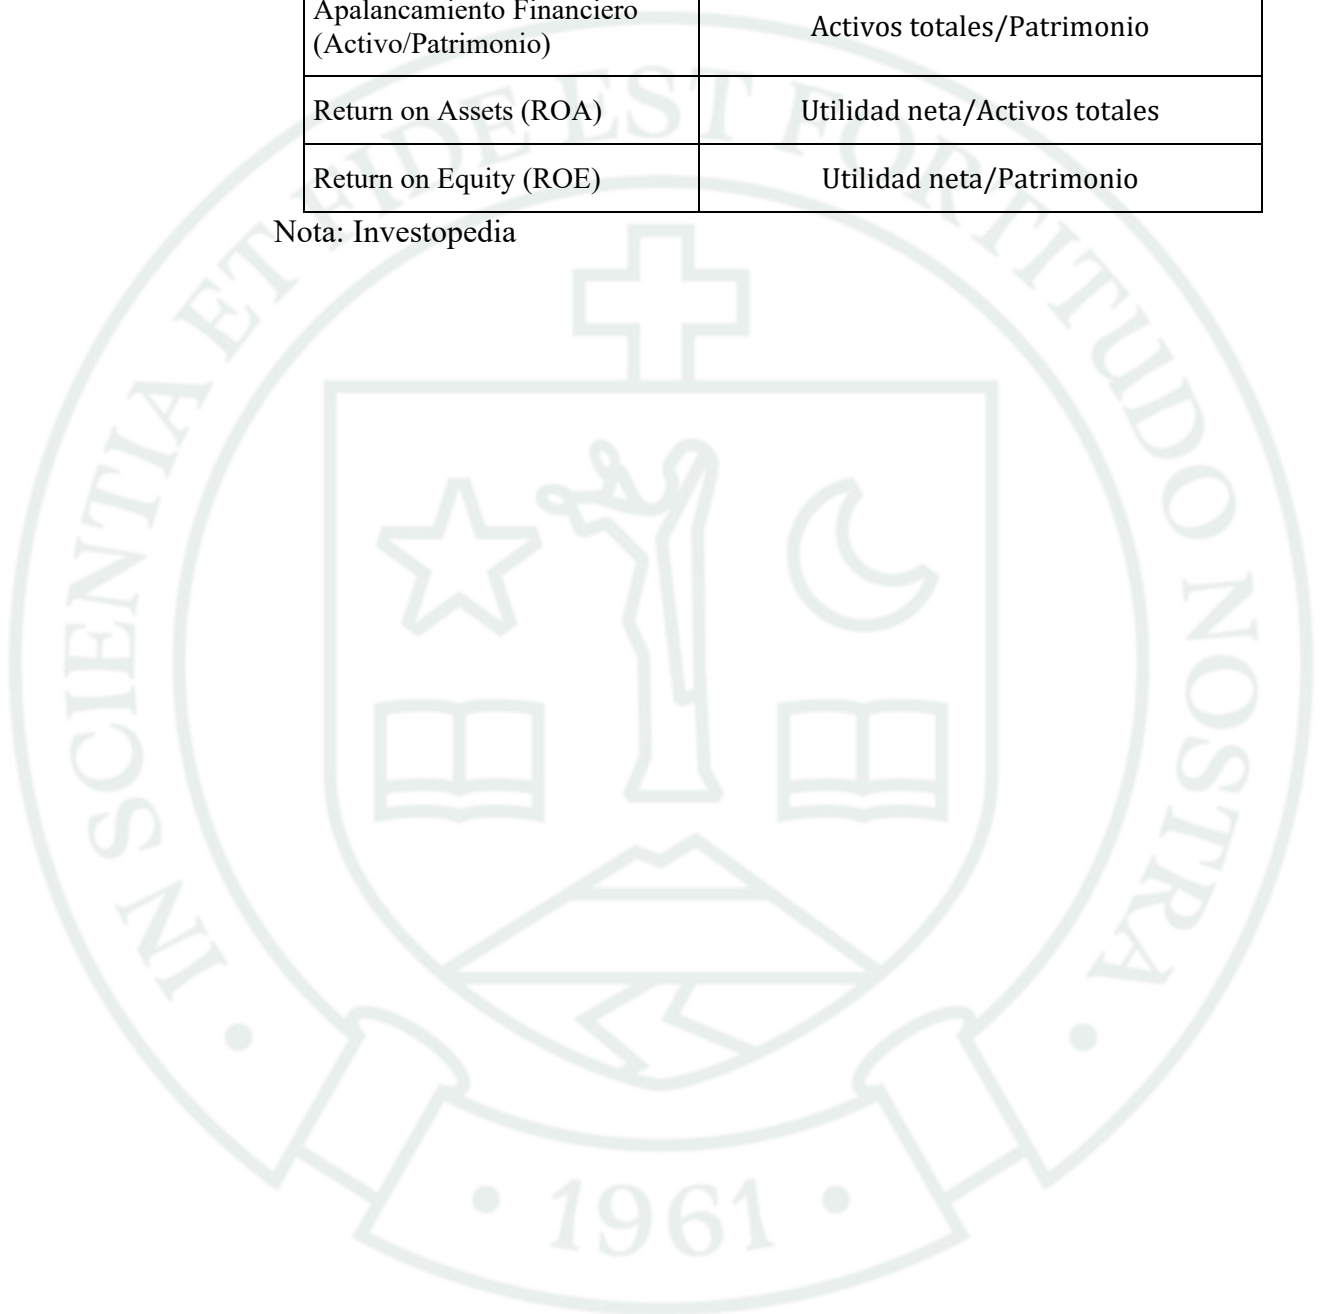 Apalancamiento Financiero
(Activo/Patrimonio)
Activos totales/Patrimonio
Return on Assets (ROA)
Utilidad neta/Activos totales
Return on Equity (ROE)
Utilidad neta/Patrimonio
Nota: Investopedia
IN SCIENTIA ET FIDE EST FORTITUDO NOSTRA
• 1961 •